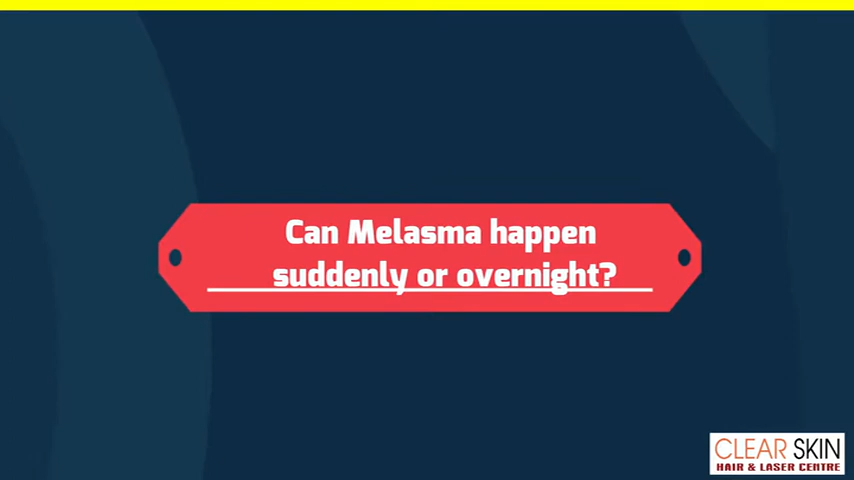 Can Melasma happen
suddenly or overnight?
CLEAR SKIN
HAIR & LASER CENTRE